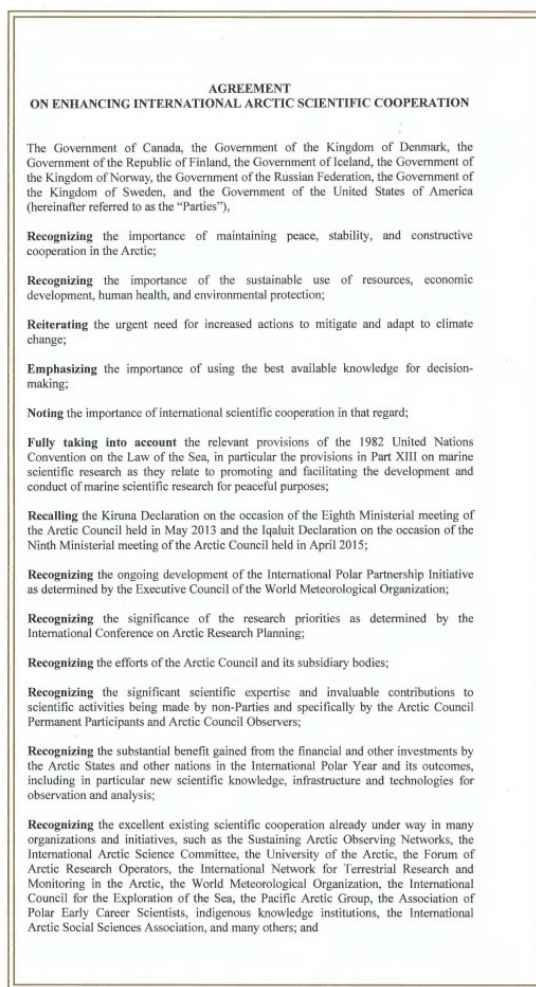 AGREEMENT
ON ENHANCING INTERNATIONAL ARCTIC SCIENTIFIC COOPERATION
The Government of Canada, the Government of the Kingdom of Denmark, the
Government of the Republic of Finland, the Government of Iceland, the Government of
the Kingdom of Norway, the Government of the Russian Federation, the Government of
the Kingdom of Sweden, and the Government of the United States of America
(hereinafter referred to as the “Parties”),
Recognizing the importance of maintaining peace, stability, and constructive
cooperation in the Arctic;
Recognizing the importance of the sustainable use of resources, economic
development, human health, and environmental protection;
Reiterating the urgent need for increased actions to mitigate and adapt to climate
change;
Emphasizing the importance of using the best available knowledge for decision-
making;
Noting the importance of international scientific cooperation in that regard;
Fully taking into account the relevant provisions of the 1982 United Nations
Convention on the Law of the Sea, in particular the provisions in Part XIII on marine
scientific research as they relate to promoting and facilitating the development and
conduct of marine scientific research for peaceful purposes;
Recalling the Kiruna Declaration on the occasion of the Eighth Ministerial meeting of
the Arctic Council held in May 2013 and the Iqaluit Declaration on the occasion of the
Ninth Ministerial meeting of the Arctic Council held in April 2015;
Recognizing the ongoing development of the International Polar Partnership Initiative
as determined by the Executive Council of the World Meteorological Organization;
Recognizing the significance of the research priorities as determined by the
International Conference on Arctic Research Planning;
Recognizing the efforts of the Arctic Council and its subsidiary bodies;
Recognizing the significant scientific expertise and invaluable contributions to
scientific activities being made by non-Parties and specifically by the Arctic Council
Permanent Participants and Arctic Council Observers;
Recognizing the substantial benefit gained from the financial and other investments by
the Arctic States and other nations in the International Polar Year and its outcomes,
including in particular new scientific knowledge, infrastructure and technologies for
observation and analysis;
Recognizing the excellent existing scientific cooperation already under way in many
organizations and initiatives, such as the Sustaining Arctic Observing Networks, the
International Arctic Science Committee, the University of the Arctic, the Forum of
Arctic Research Operators, the International Network for Terrestrial Research and
Monitoring in the Arctic, the World Meteorological Organization, the International
Council for the Exploration of the Sea, the Pacific Arctic Group, the Association of
Polar Early Career Scientists, indigenous knowledge institutions, the International
Arctic Social Sciences Association, and many others; and